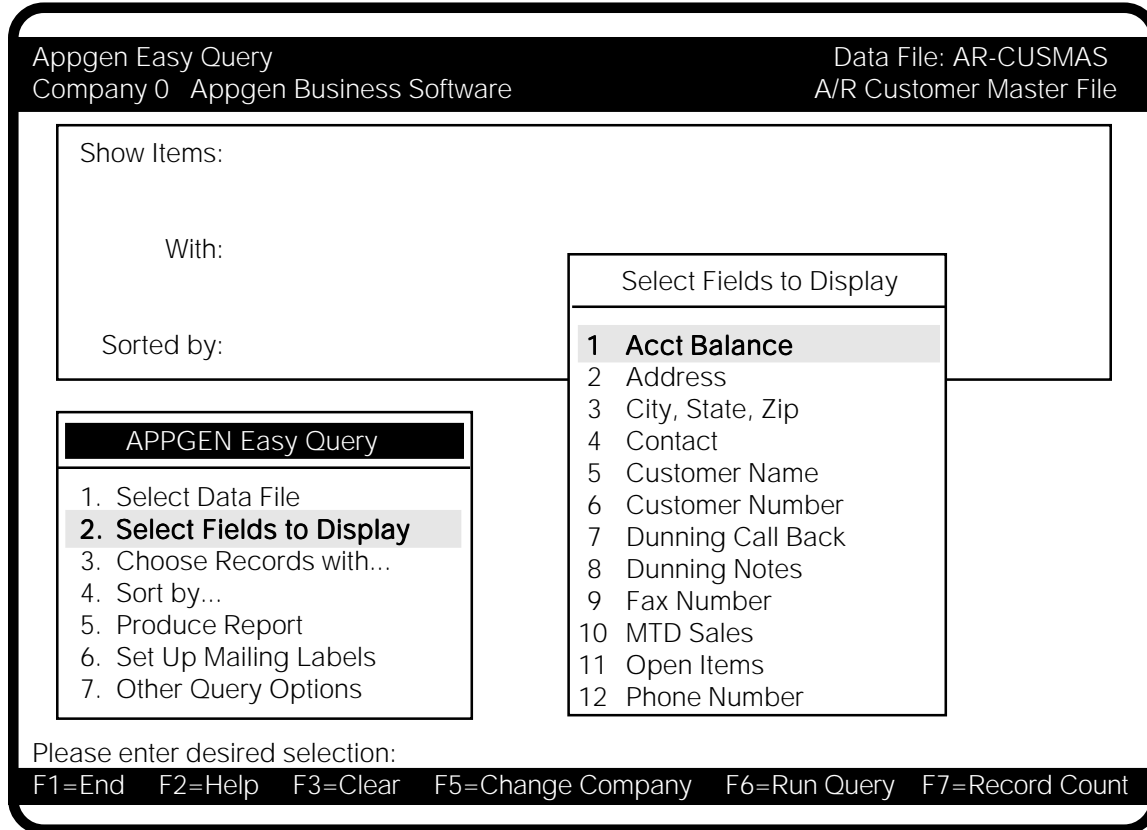 Appgen Easy Query Data File: AR-CUSMAS
Company 0 Appgen Business Software A/R Customer Master File
Show Items:
With:
Sorted by:
Select Fields to Display
1 Acct Balance
2 Address
3 City, State, Zip
4 Contact
5 Customer Name
6 Customer Number
7 Dunning Call Back
8 Dunning Notes
9 Fax Number
10 MTD Sales
11 Open Items
12 Phone Number
APPGEN Easy Query
1. Select Data File
2. Select Fields to Display
3. Choose Records with...
4. Sort by...
5. Produce Report
6. Set Up Mailing Labels
7. Other Query Options
Please enter desired selection:
F1=End F2=Help F3=Clear F5=Change Company F6=Run Query F7=Record Count